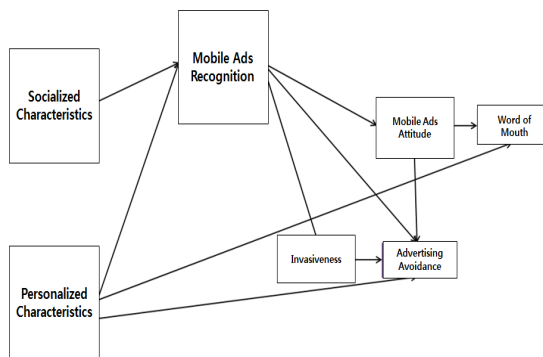 Mobile Ads
Recognition
Socialized
Characteristics
Mobile Ads
Attitude
Word of
Mouth
Invasiveness
Advertising
Avoidance
Personalized
Characteristics